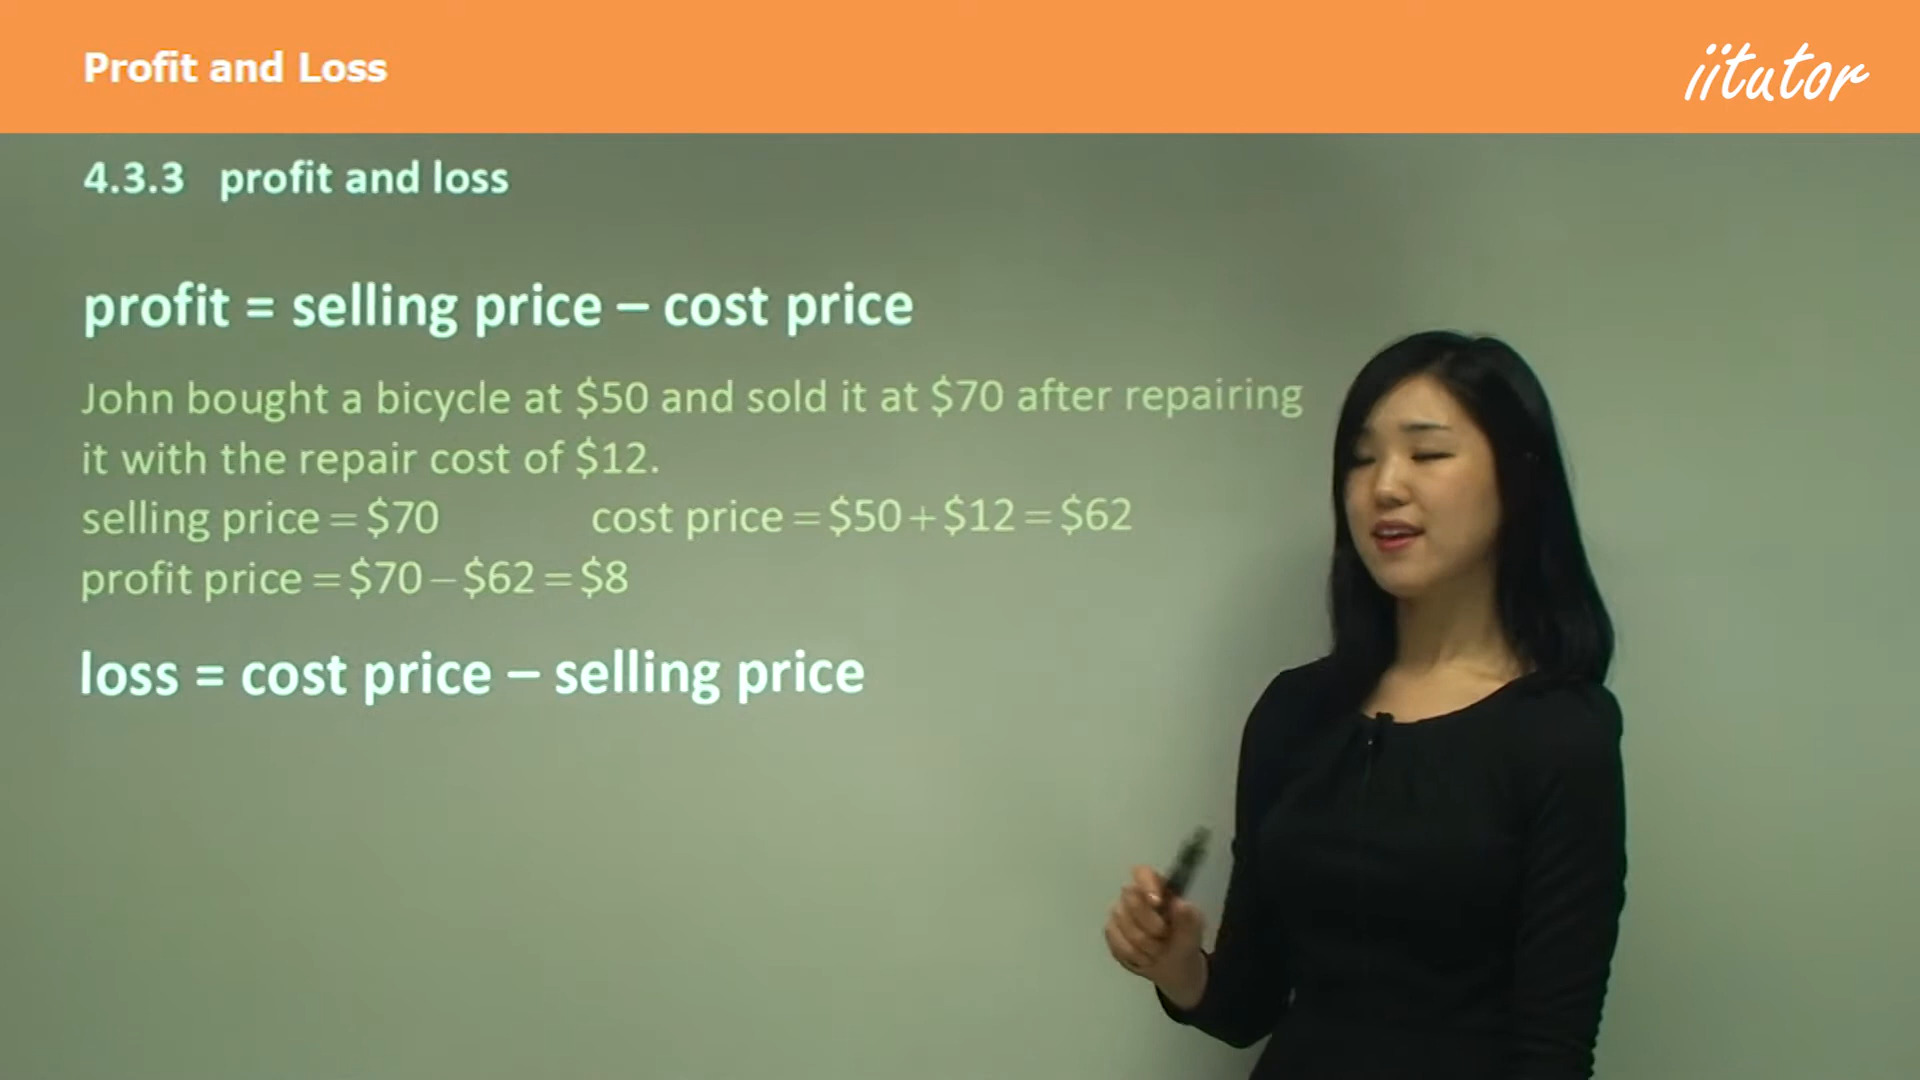 Profit and Loss
iitutor
4.3.3 profit and loss
profit = selling price – cost price
John bought a bicycle at $50 and sold it at $70 after repairing
it with the repair cost of $12.
selling price = $70 cost price = $50 + $12 = $62
profit price = $70 – $62 = $8
loss = cost price – selling price